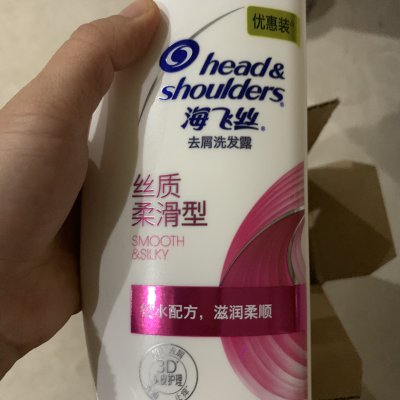 优惠装
head &
shoulders
海飞丝
去屑洗发露
丝质
柔滑型
SMOOTH
&SILKY
水配方，滋润柔顺
3D